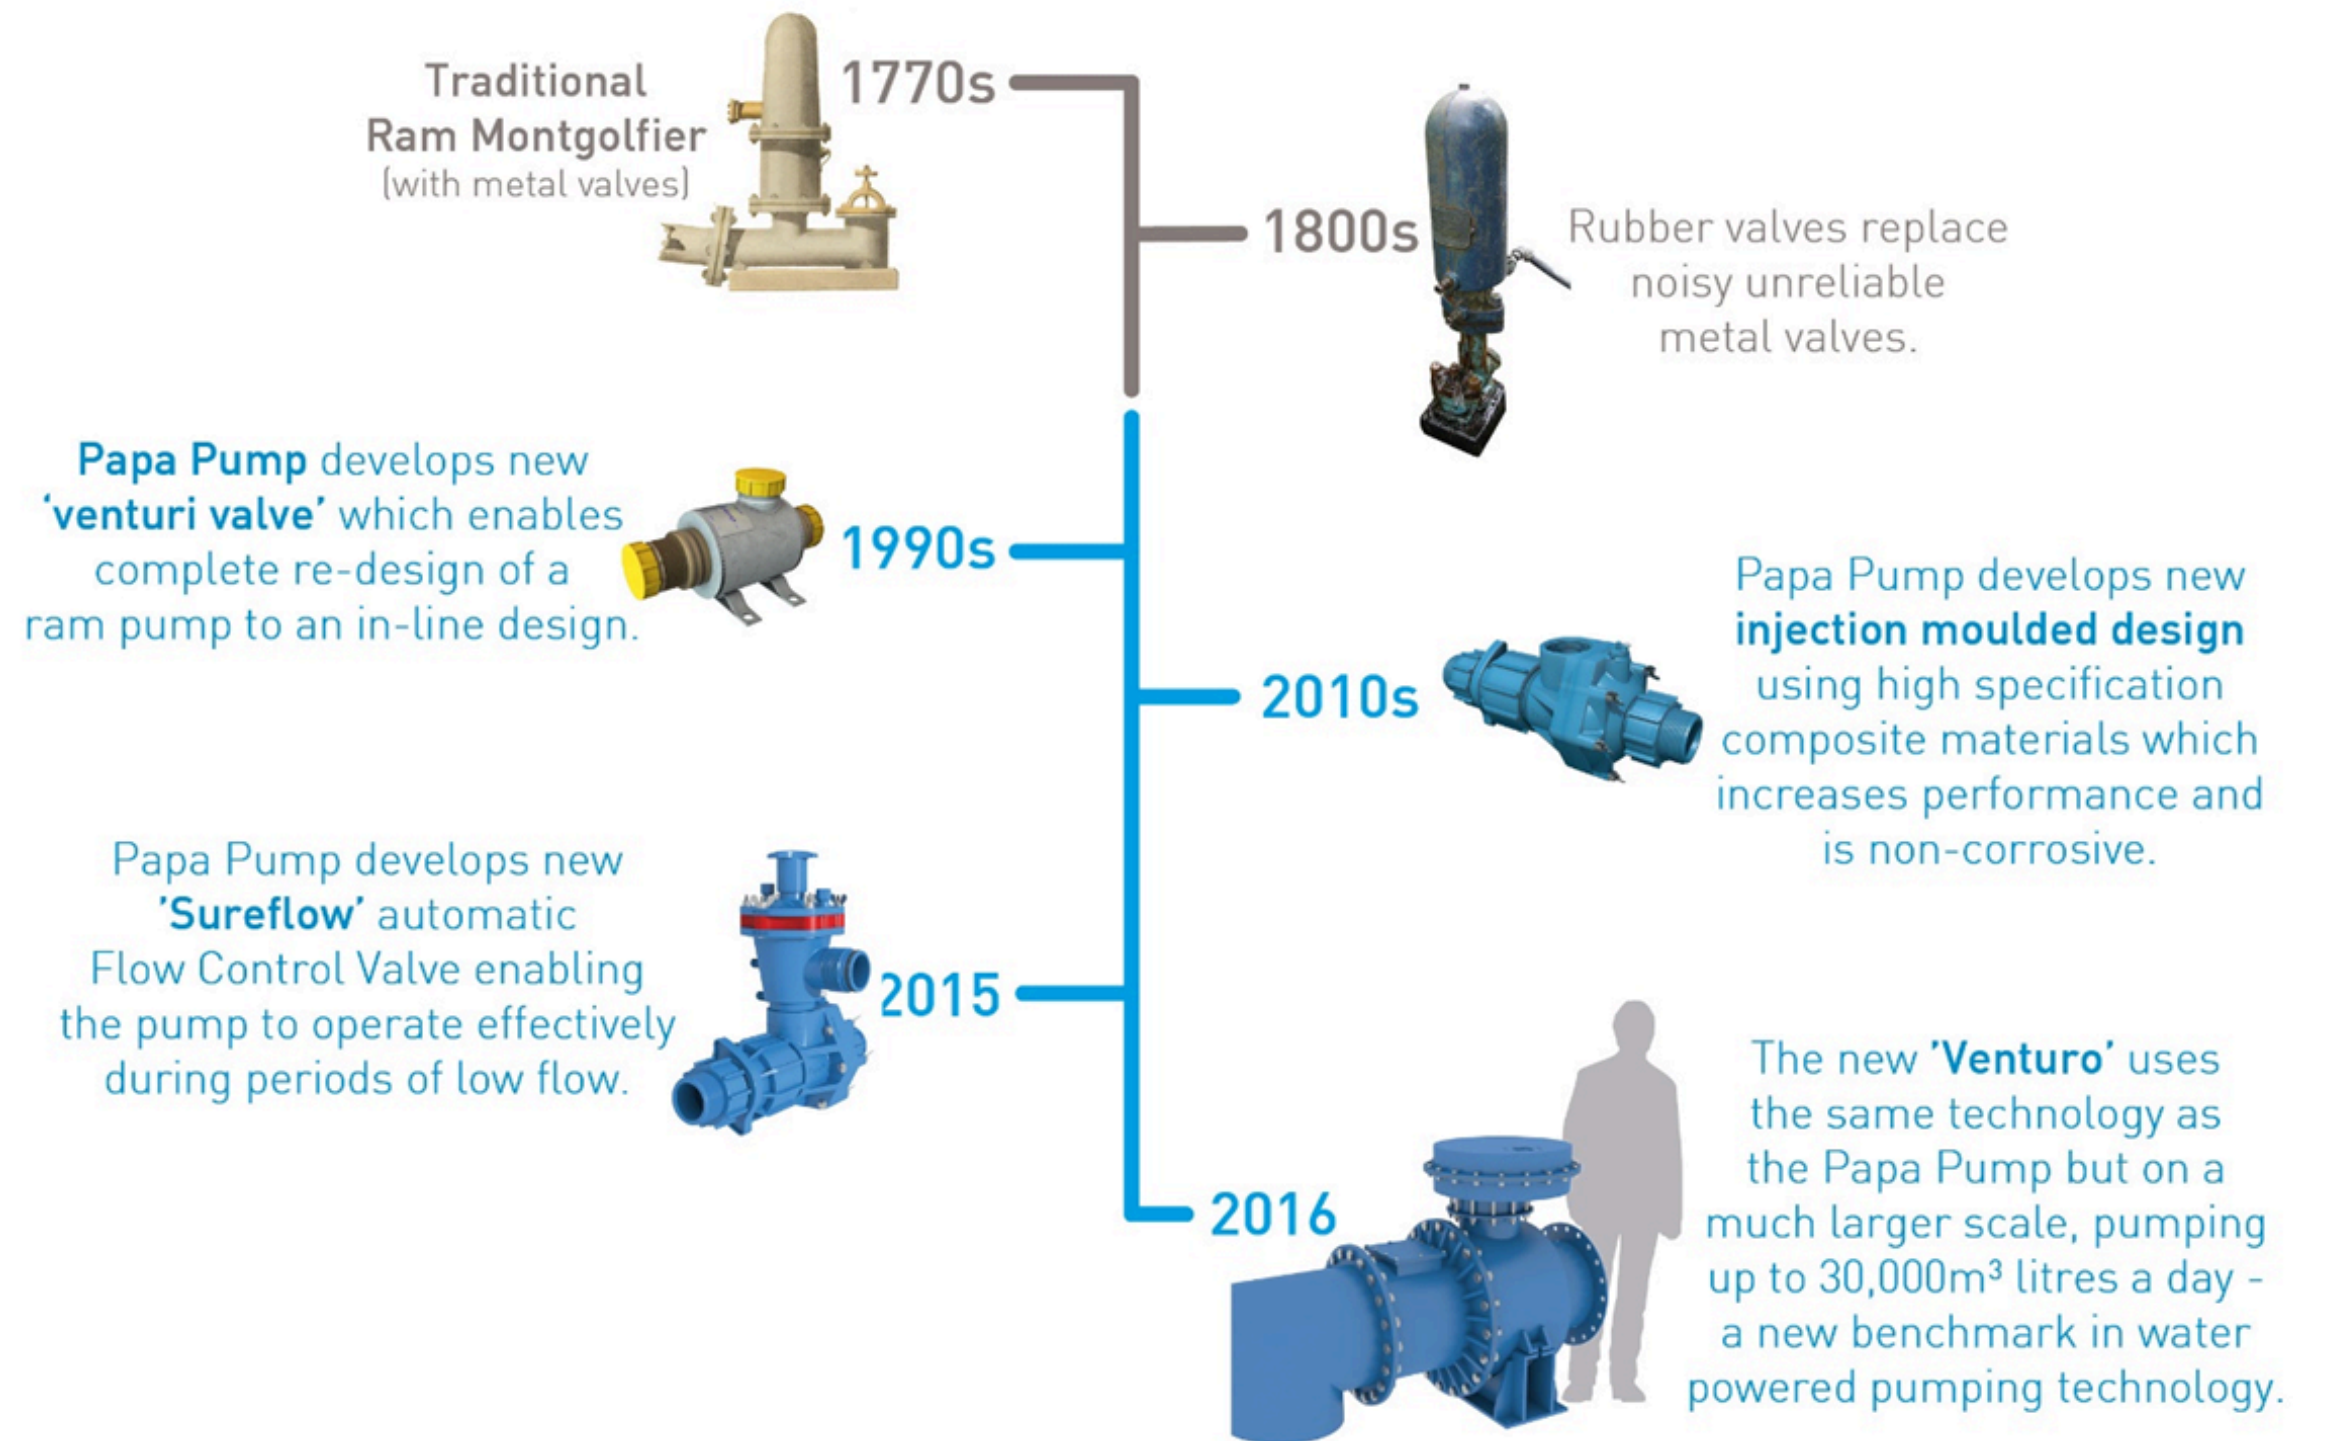 Traditional
Ram Montgolfier
(with metal valves)
1770s
1800s
Rubber valves replace
noisy unreliable
metal valves.
Papa Pump develops new
‘venturi valve’ which enables
complete re-design of a
ram pump to an in-line design.
1990s
2010s
Papa Pump develops new
injection moulded design
using high specification
composite materials which
increases performance and
is non-corrosive.
Papa Pump develops new
’Sureflow’ automatic
Flow Control Valve enabling
the pump to operate effectively
during periods of low flow.
2015
2016
The new ’Venturo’ uses
the same technology as
the Papa Pump but on a
much larger scale, pumping
up to 30,000m³ litres a day -
a new benchmark in water
powered pumping technology.